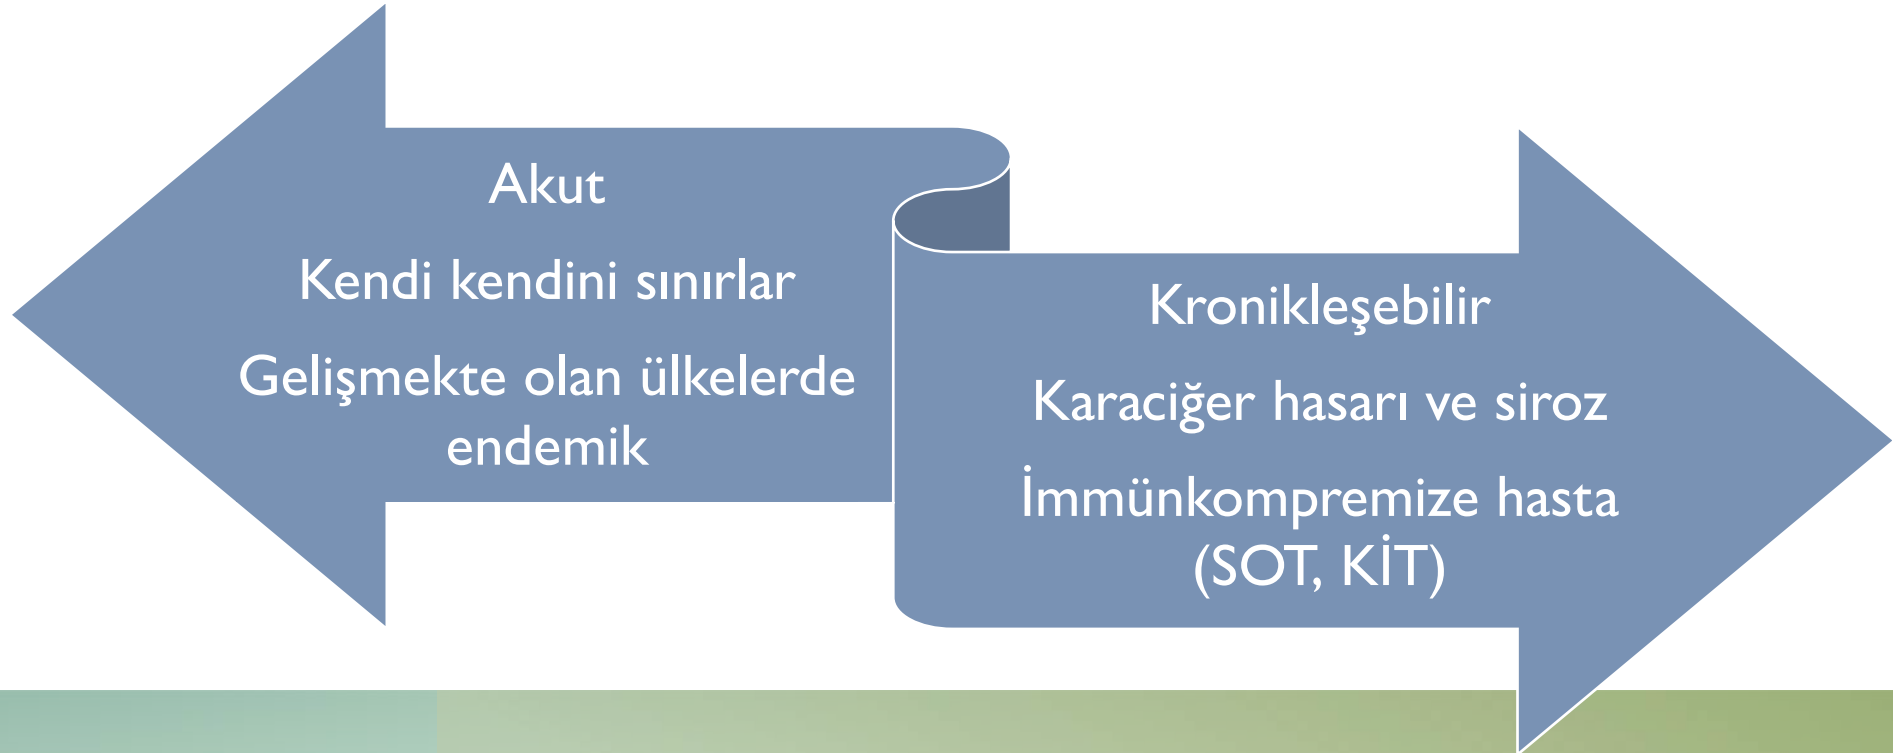 Akut
Kendi kendini sınırlar
Gelişmekte olan ülkelerde
endemik
Kronikleşebilir
Karaciğer hasarı ve siroz
İmmünkompremize hasta
(SOT, KİT)